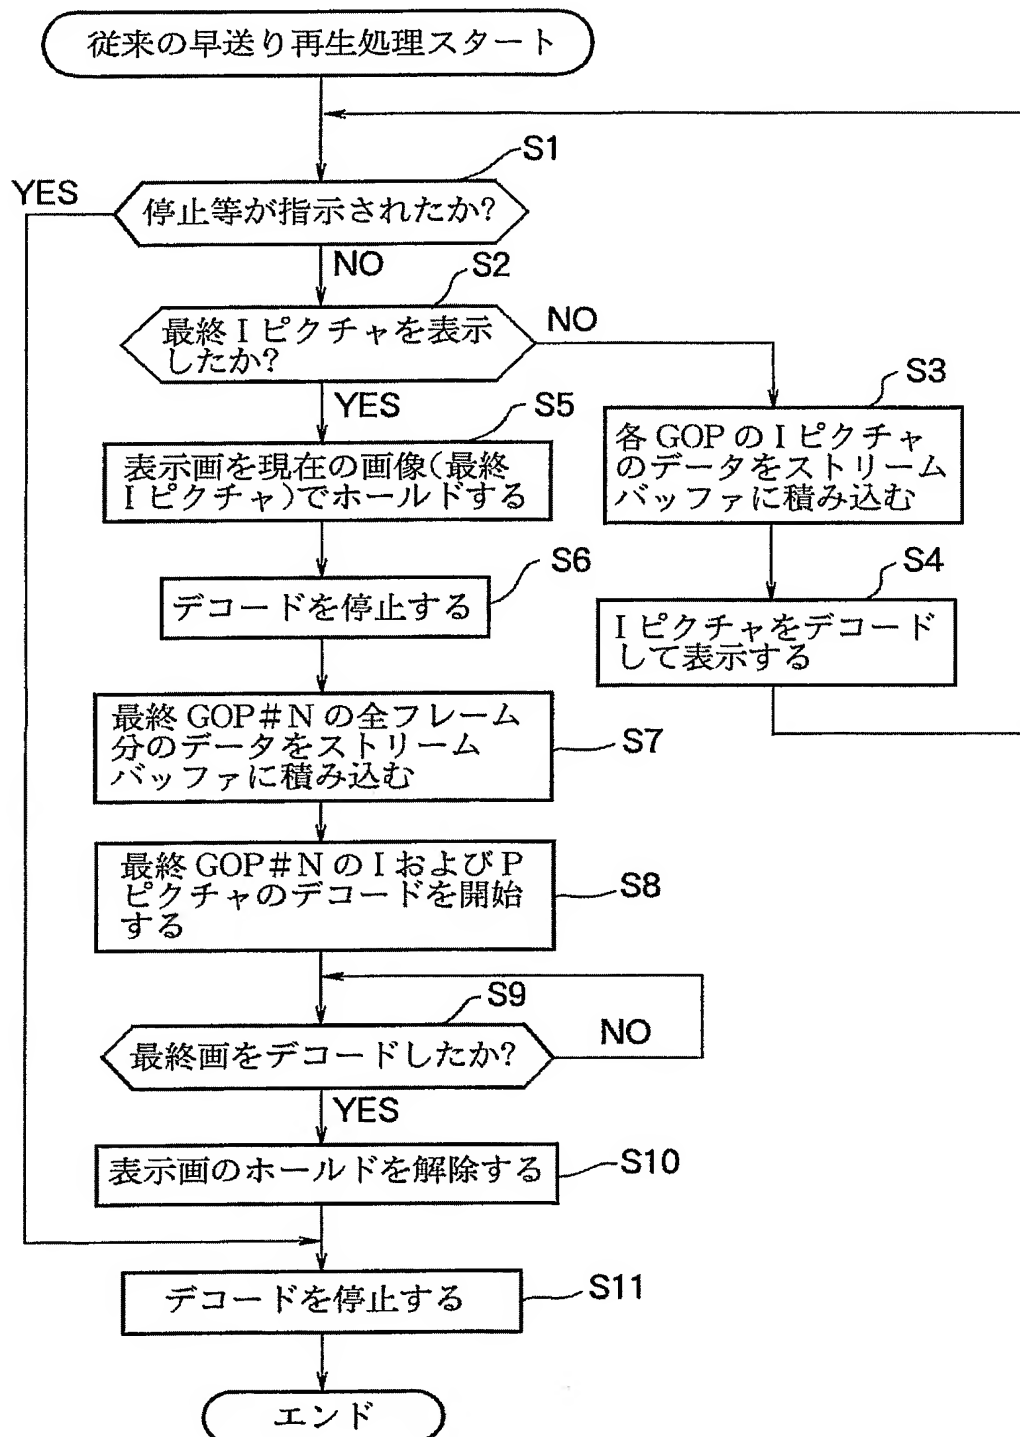 従来の早送り再生処理スタート
S1
YES
停止等が指示されたか?
NO
S2
最終Iピクチャを表示
したか?
NO
YES
S3
各GOPのIピクチャ
のデータをストリーム
バッファに積み込む
S4
Iピクチャをデコード
して表示する
S5
表示画を現在の画像(最終
Iピクチャ)でホールドする
S6
デコードを停止する
最終GOP#Nの全フレーム
分のデータをストリーム
バッファに積み込む
S7
最終GOP#NのIおよびP
ピクチャのデコードを開始
する
S8
S9
最終画をデコードしたか?
NO
YES
表示画のホールドを解除する
S10
デコードを停止する
S11
エンド